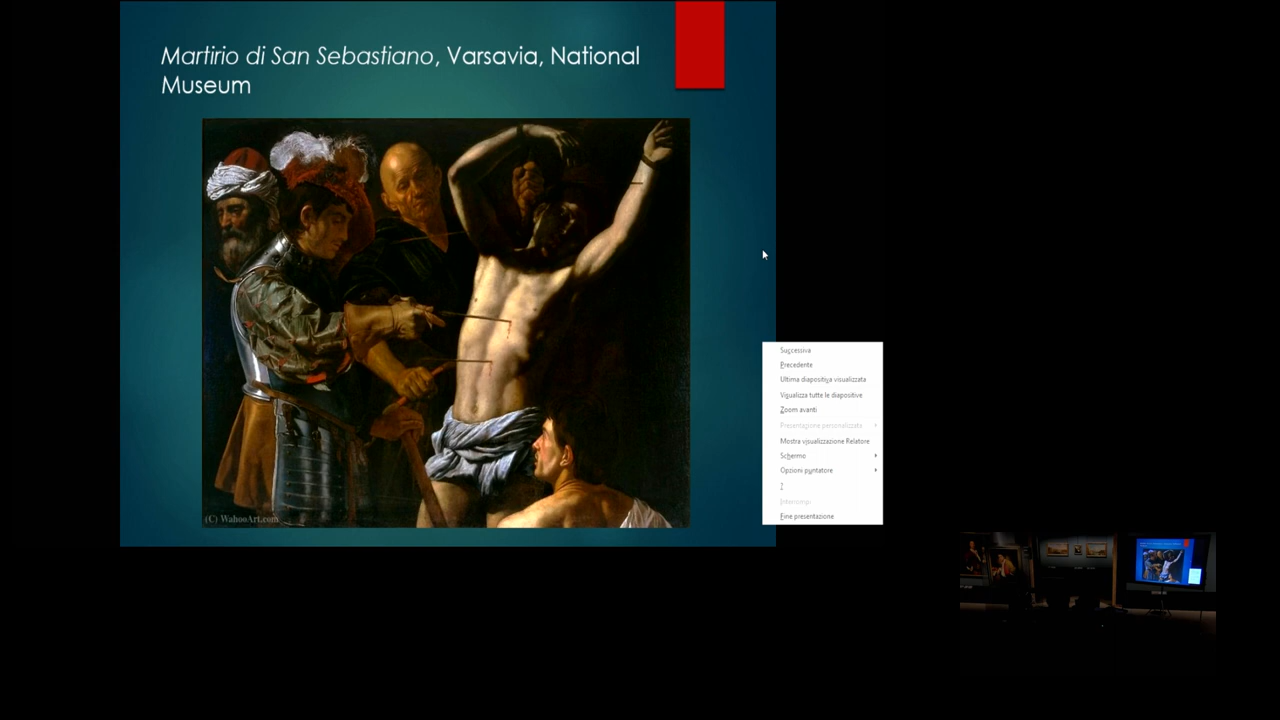 Martirio di San Sebastiano, Varsavia, National
Museum
(C) WahooArt.com
Successiva
Precedente
Ultima diapositiva visualizzata
Visualizza tutte le diapositive
Zoom avanti
Presentazione personalizzata
Mostra visualizzazione Relatore
Schermo
Opzioni puntatore
?
Interrompi
Fine presentazione